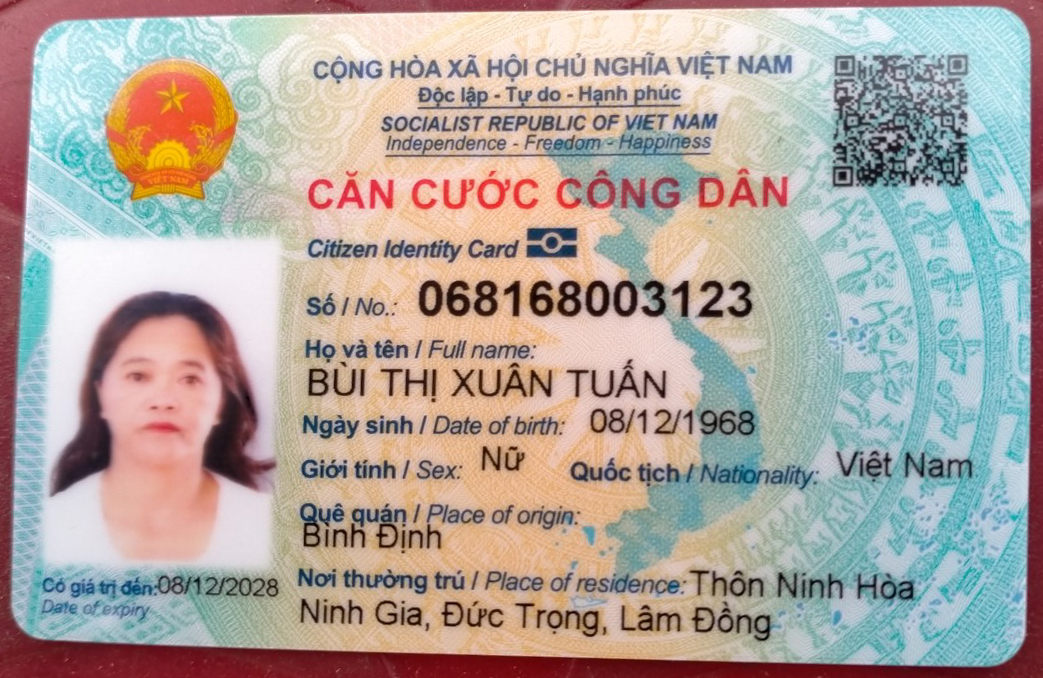 CỘNG HÒA XÃ HỘI CHỦ NGHĨA VIỆT NAM
Độc lập - Tự do - Hạnh phúc
SOCIALIST REPUBLIC OF VIET NAM
Independence - Freedom - Happiness
CĂN CƯỚC CÔNG DÂN
Citizen Identity Card
Số / No.: 068168003123
Họ và tên / Full name:
BÙI THỊ XUÂN TUẤN
Ngày sinh / Date of birth: 08/12/1968
Giới tính / Sex: Nữ Quốc tịch / Nationality: Việt Nam
Quê quán / Place of origin:
Bình Định
Nơi thường trú / Place of residence: Thôn Ninh Hòa
Ninh Gia, Đức Trọng, Lâm Đồng
Có giá trị đến: 08/12/2028
Date of expiry
VIỆT NAM